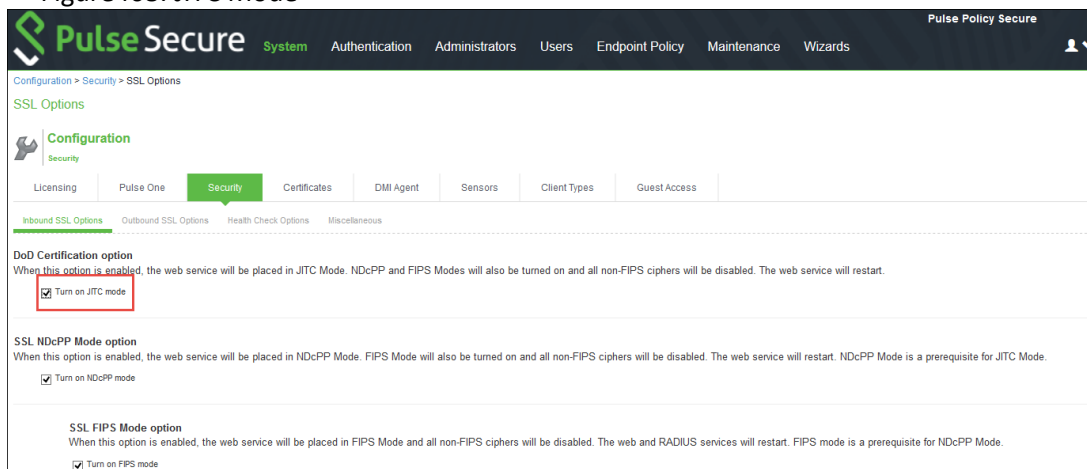 Pulse Policy Secure
Pulse Secure System Authentication Administrators Users Endpoint Policy Maintenance Wizards
Configuration > Security > SSL Options
SSL Options
Configuration
Security
Licensing Pulse One Security Certificates DMI Agent Sensors Client Types Guest Access
Inbound SSL Options Outbound SSL Options Health Check Options Miscellaneous
DoD Certification option
When this option is enabled, the web service will be placed in JITC Mode. NDcPP and FIPS Modes will also be turned on and all non-FIPS ciphers will be disabled. The web service will restart.
Turn on JITC mode
SSL NDcPP Mode option
When this option is enabled, the web service will be placed in NDcPP Mode. FIPS Mode will also be turned on and all non-FIPS ciphers will be disabled. The web service will restart. NDcPP Mode is a prerequisite for JITC Mode.
Turn on NDcPP mode
SSL FIPS Mode option
When this option is enabled, the web service will be placed in FIPS Mode and all non-FIPS ciphers will be disabled. The web and RADIUS services will restart. FIPS mode is a prerequisite for NDcPP Mode.
Turn on FIPS mode